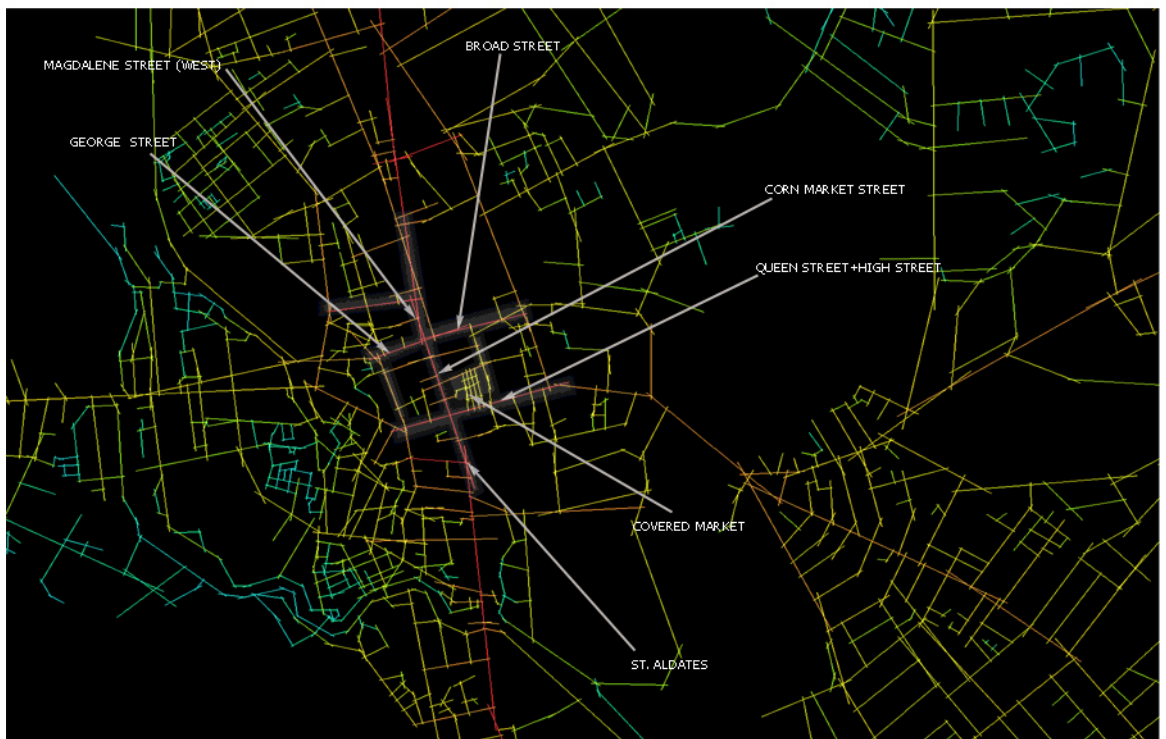 BROAD STREET
MAGDALENE STREET (WEST)
GEORGE  STREET
CORN MARKET STREET
QUEEN STREET+HIGH STREET
COVERED MARKET
ST. ALDATES